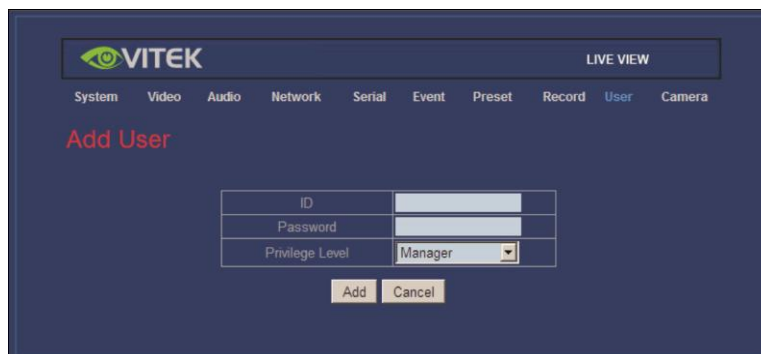 VITEK
LIVE VIEW
System Video Audio Network Serial Event Preset Record User Camera
Add User
ID
Password
Privilege Level Manager
Add Cancel